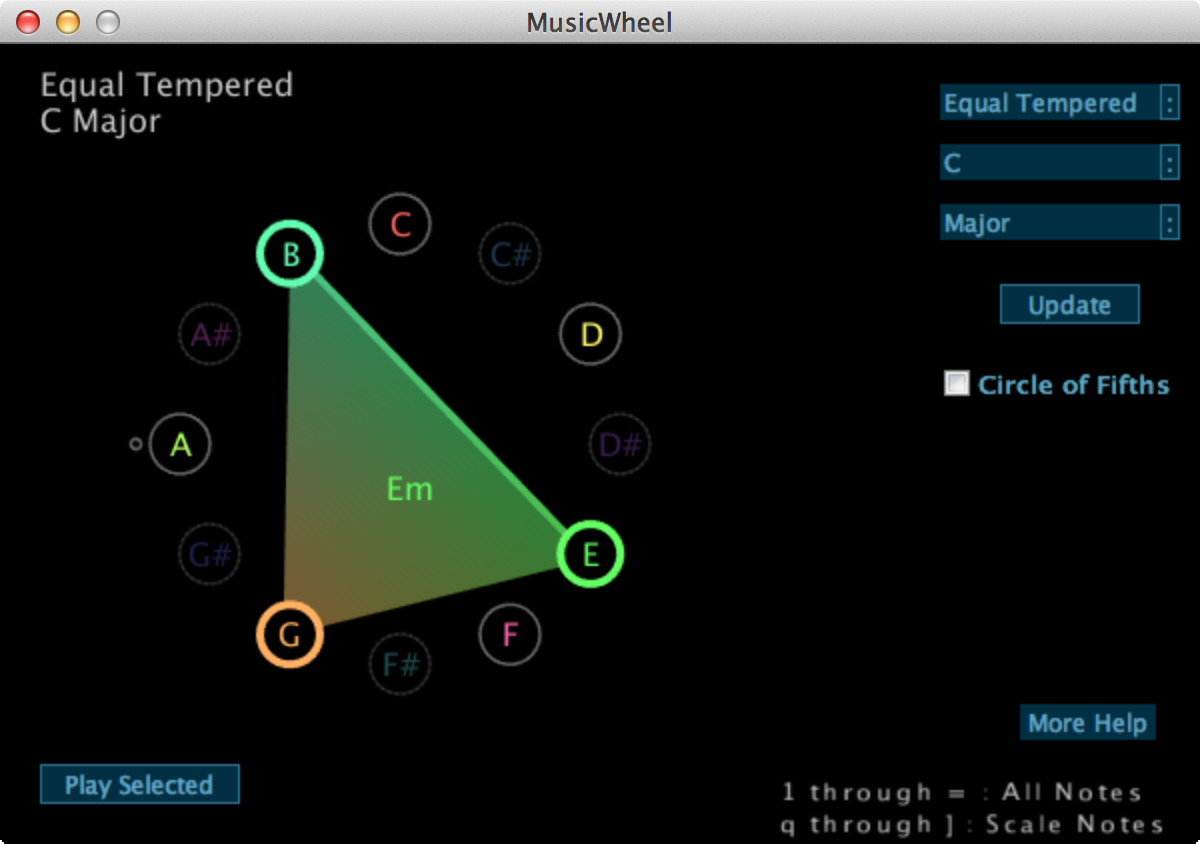 MusicWheel
Equal Tempered
C Major
Equal Tempered :
C :
Major :
Update
Circle of Fifths
C
B
C#
A#
D
A
D#
Em
G#
E
G
F
F#
More Help
Play Selected
1 through = : All Notes
q through ] : Scale Notes